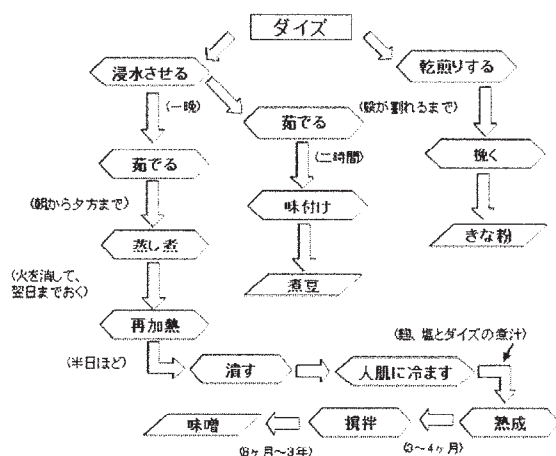 ダイズ
浸水させる
乾煎りする
(一晩)
茹でる
(殻が割れるまで)
茹でる
(二時間)
挽く
(朝から夕方まで)
味付け
蒸し煮
きな粉
(火を消して、
翌日までおく)
煮豆
再加熱
(麹、塩とダイズの煮汁)
(半日ほど)
潰す
人肌に冷ます
味噌
撹拌
熟成
(3～4ヶ月)
(6ヶ月～3年)